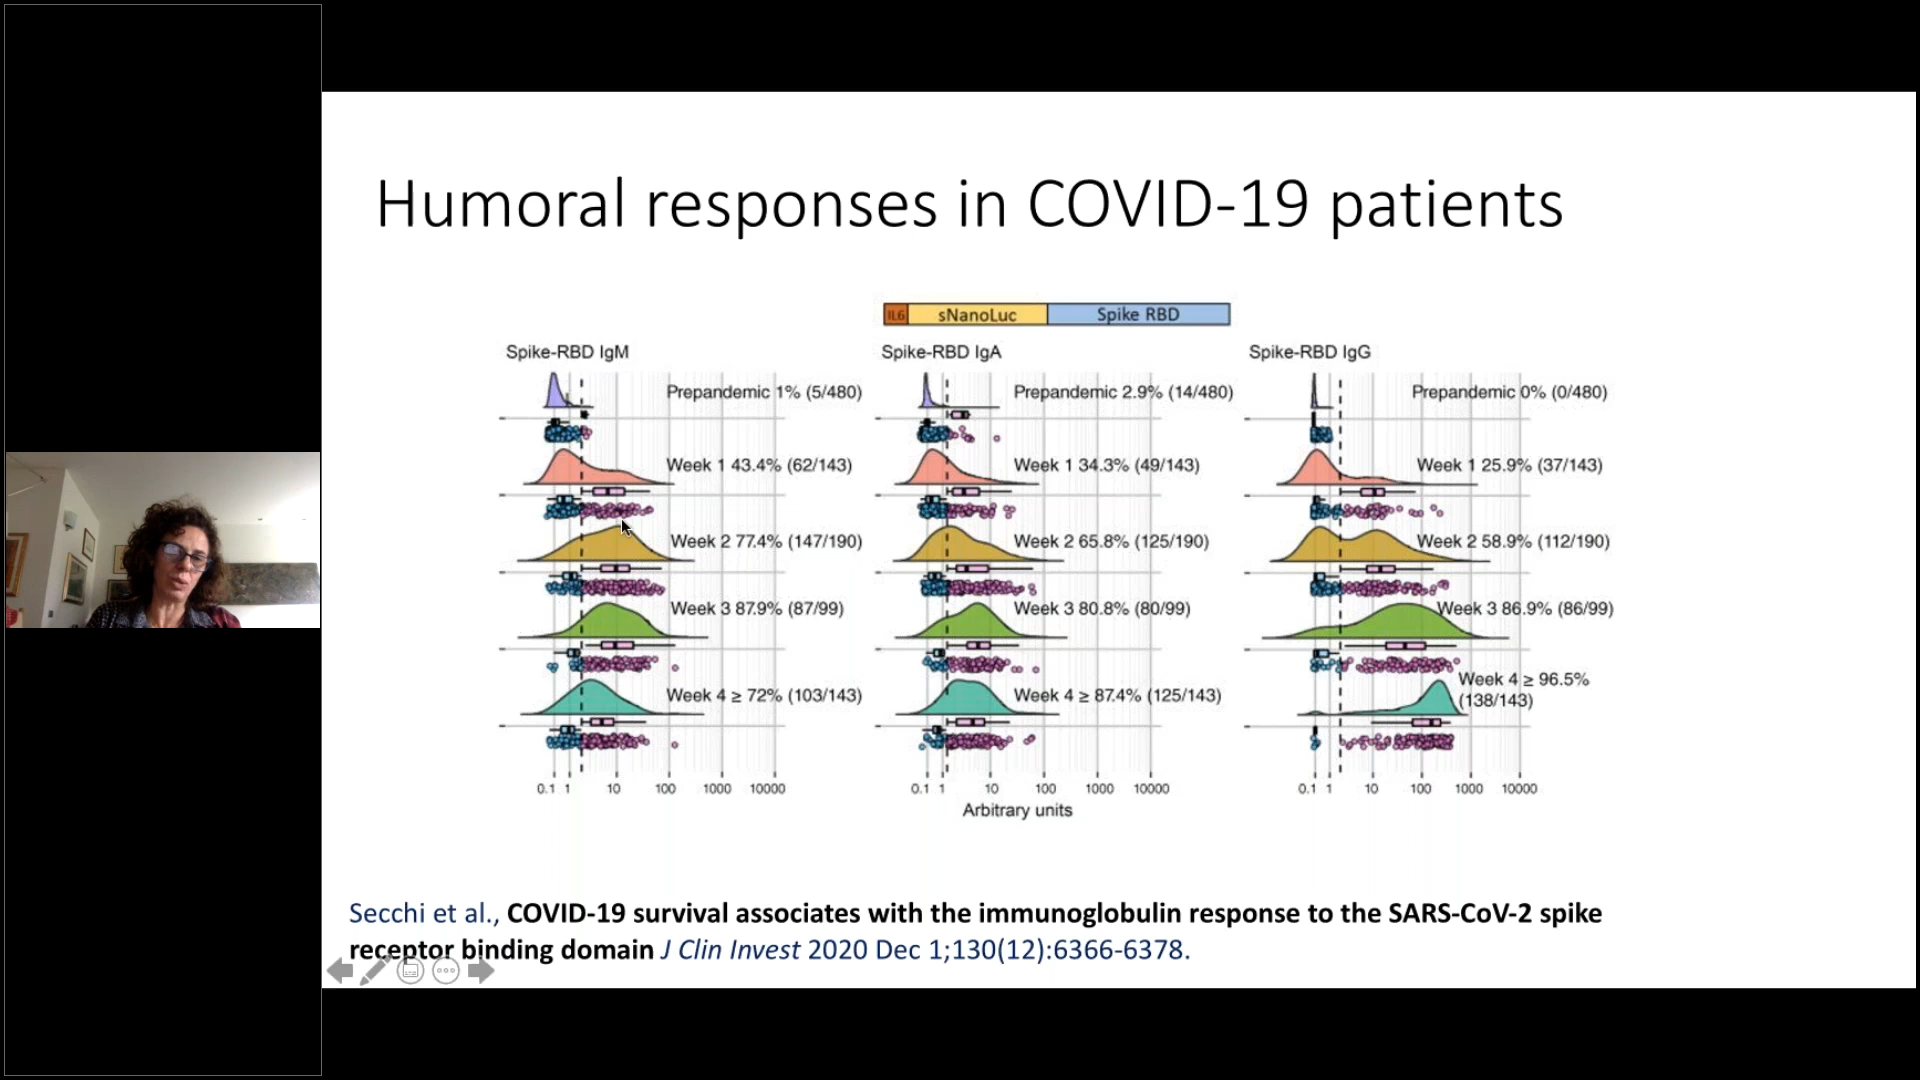 Humoral responses in COVID-19 patients
IL6 sNanoLuc Spike RBD
Spike-RBD IgM
Prepandemic 1% (5/480)
Week 1 43.4% (62/143)
Week 2 77.4% (147/190)
Week 3 87.9% (87/99)
Week 4 ≥ 72% (103/143)
0.1 1 10 100 1000 10000
Spike-RBD IgA
Prepandemic 2.9% (14/480)
Week 1 34.3% (49/143)
Week 2 65.8% (125/190)
Week 3 80.8% (80/99)
Week 4 ≥ 87.4% (125/143)
0.1 1 10 100 1000 10000
Arbitrary units
Spike-RBD IgG
Prepandemic 0% (0/480)
Week 1 25.9% (37/143)
Week 2 58.9% (112/190)
Week 3 86.9% (86/99)
Week 4 ≥ 96.5%
(138/143)
0.1 1 10 100 1000 10000
Secchi et al., COVID-19 survival associates with the immunoglobulin response to the SARS-CoV-2 spike
receptor binding domain J Clin Invest 2020 Dec 1;130(12):6366-6378.